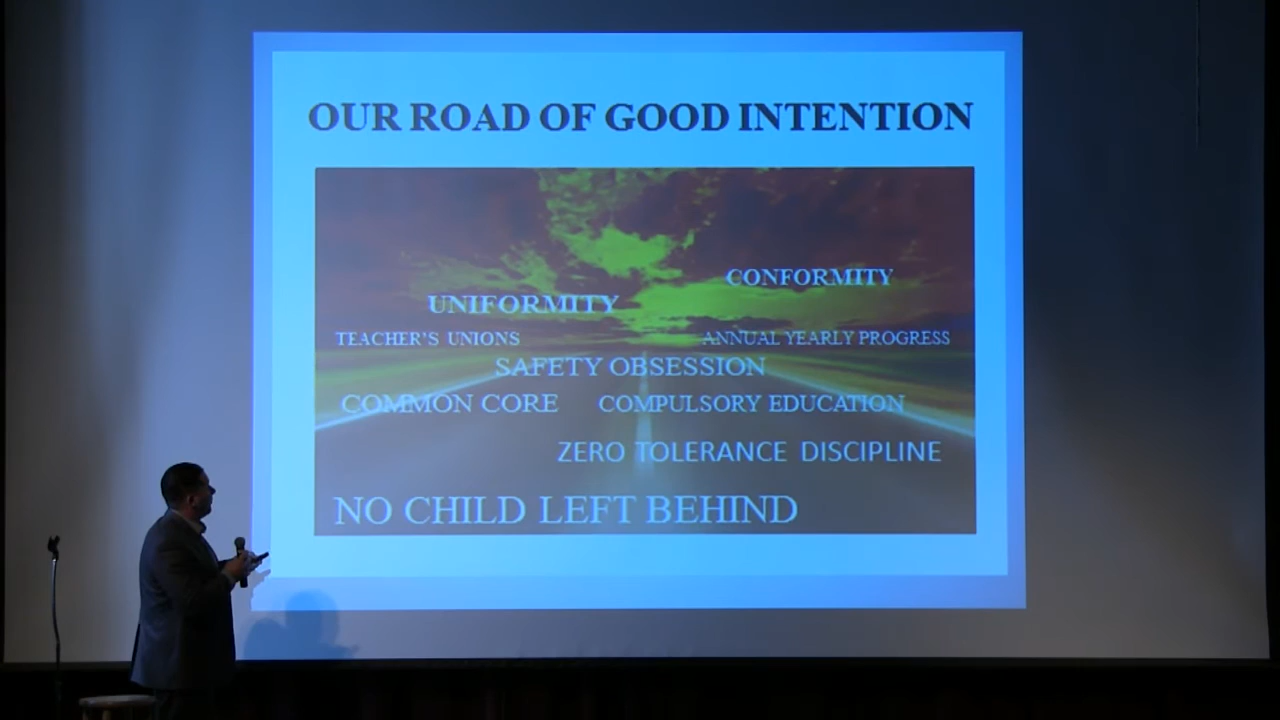 OUR ROAD OF GOOD INTENTION
CONFORMITY
UNIFORMITY
TEACHER'S UNIONS
ANNUAL YEARLY PROGRESS
SAFETY OBSESSION
COMMON CORE
COMPULSORY EDUCATION
ZERO TOLERANCE DISCIPLINE
NO CHILD LEFT BEHIND